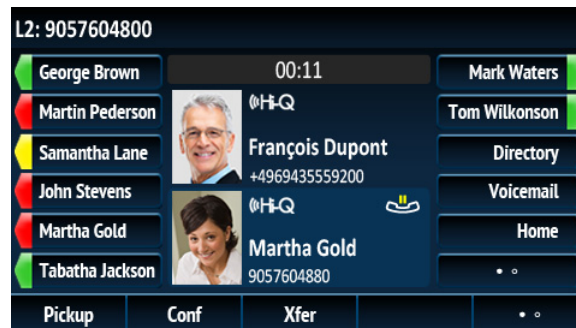 L2: 9057604800
George Brown
Martin Pederson
Samantha Lane
John Stevens
Martha Gold
Tabatha Jackson
00:11
Hi-Q
François Dupont
+4969435559200
Hi-Q
Martha Gold
9057604880
Mark Waters
Tom Wilkonson
Directory
Voicemail
Home
Pickup
Conf
Xfer